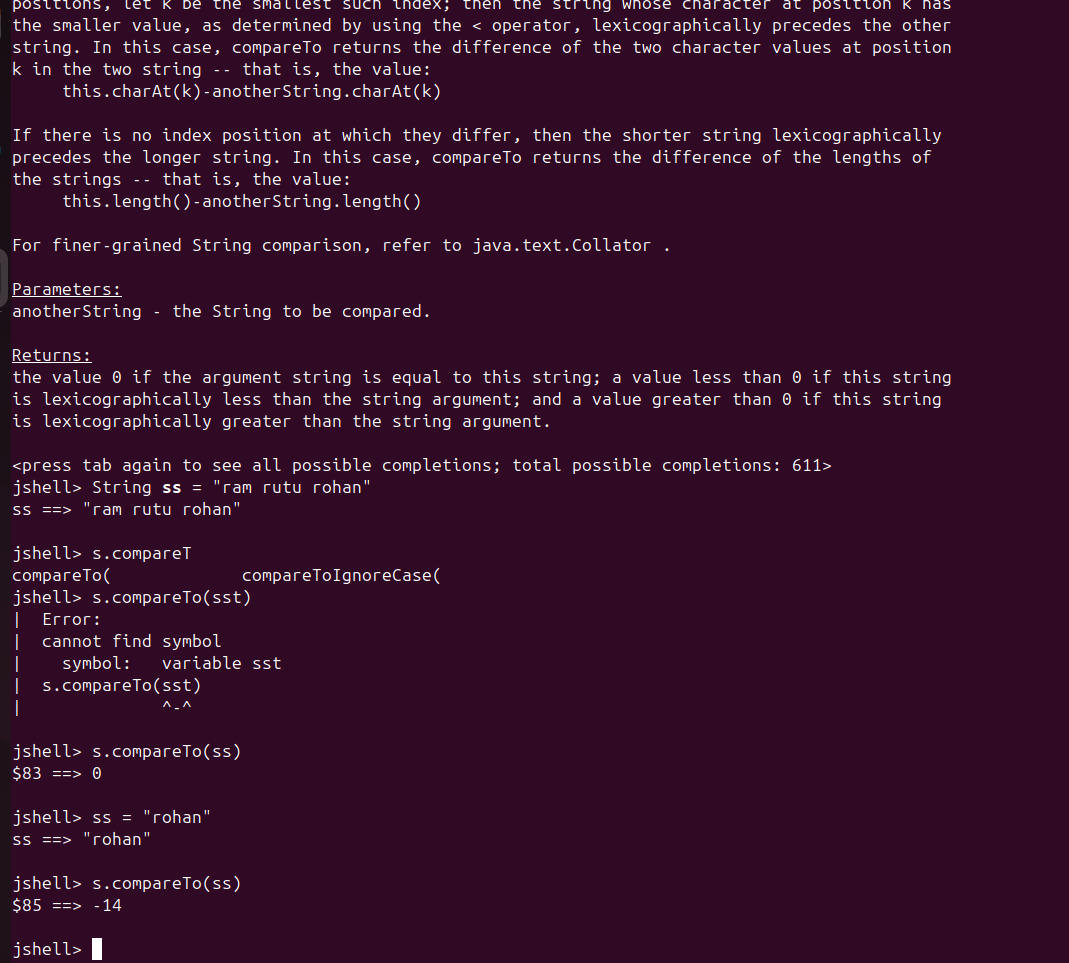 positions, let k be the smallest such index; then the string whose character at position k has
the smaller value, as determined by using the < operator, lexicographically precedes the other
string. In this case, compareTo returns the difference of the two character values at position
k in the two string -- that is, the value:
     this.charAt(k)-anotherString.charAt(k)
If there is no index position at which they differ, then the shorter string lexicographically
precedes the longer string. In this case, compareTo returns the difference of the lengths of
the strings -- that is, the value:
     this.length()-anotherString.length()
For finer-grained String comparison, refer to java.text.Collator .
Parameters:
anotherString - the String to be compared.
Returns:
the value 0 if the argument string is equal to this string; a value less than 0 if this string
is lexicographically less than the string argument; and a value greater than 0 if this string
is lexicographically greater than the string argument.
<press tab again to see all possible completions; total possible completions: 611>
jshell> String ss = "ram rutu rohan"
ss ==> "ram rutu rohan"
jshell> s.compareT
compareTo(             compareToIgnoreCase(
jshell> s.compareTo(sst)
|  Error:
|  cannot find symbol
|    symbol:   variable sst
|  s.compareTo(sst)
|              ^-^
jshell> s.compareTo(ss)
$83 ==> 0
jshell> ss = "rohan"
ss ==> "rohan"
jshell> s.compareTo(ss)
$85 ==> -14
jshell>